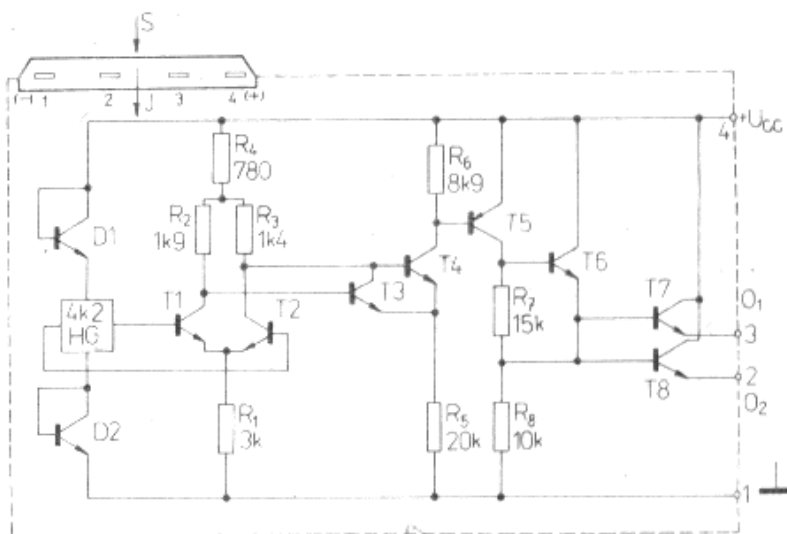 S
(-) 1 2 J 3 4 (+)
4 +U_CC
R4
780
R2
1k9
R3
1k4
R6
8k9
D1
T5
T4
T6
4k2
HG
T1
T2
T3
R7
15k
T7
O1
3
2
T8
O2
D2
R1
3k
R5
20k
R8
10k
1